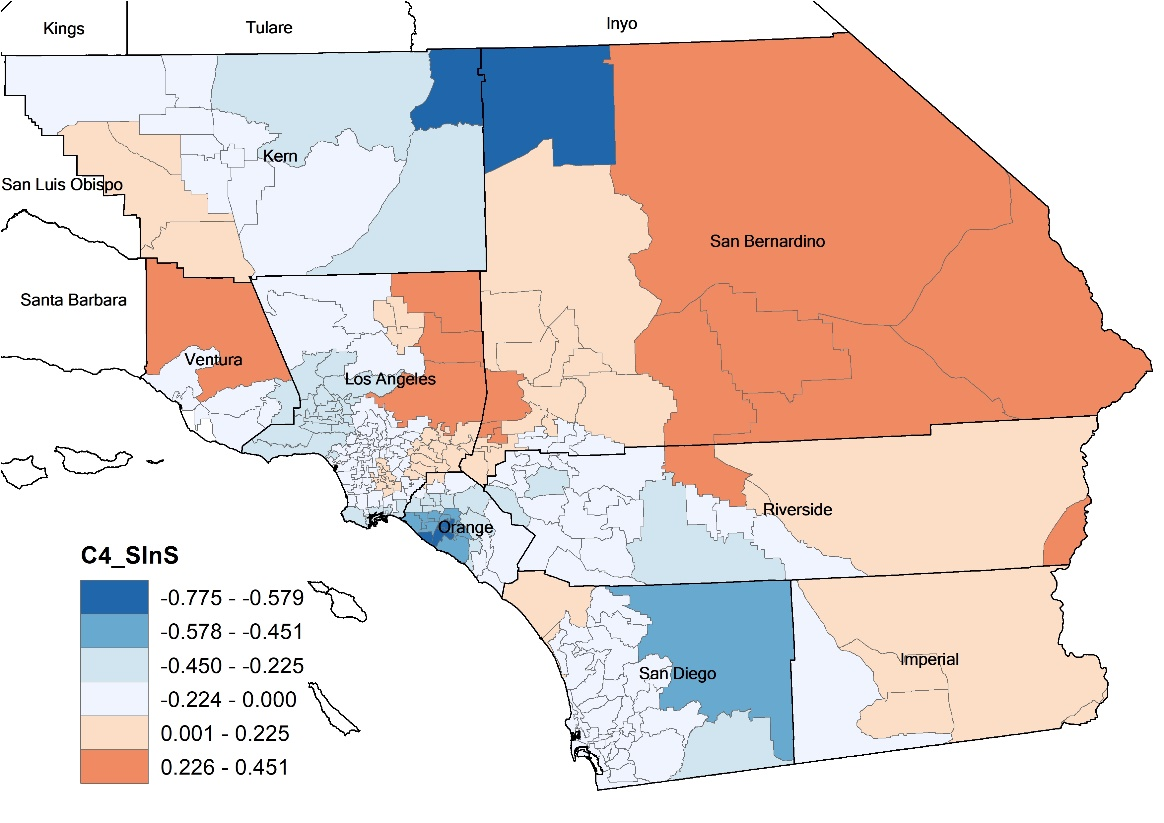 Kings
Tulare
Inyo
Kern
San Luis Obispo
San Bernardino
Santa Barbara
Ventura
Los Angeles
Orange
Riverside
San Diego
Imperial
C4_SInS
-0.775 - -0.579
-0.578 - -0.451
-0.450 - -0.225
-0.224 - 0.000
0.001 - 0.225
0.226 - 0.451